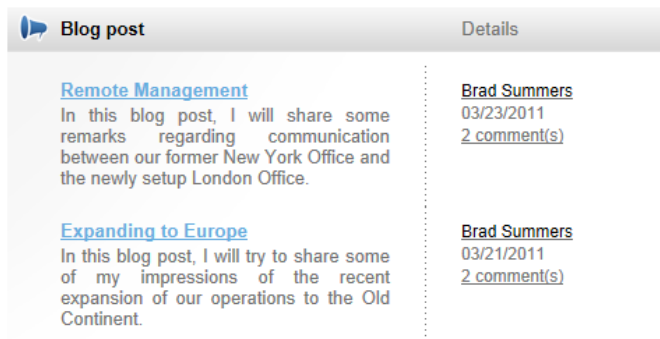 Blog post Details
Remote Management
In this blog post, I will share some
remarks regarding communication
between our former New York Office and
the newly setup London Office.
Brad Summers
03/23/2011
2 comment(s)
Expanding to Europe
In this blog post, I will try to share some
of my impressions of the recent
expansion of our operations to the Old
Continent.
Brad Summers
03/21/2011
2 comment(s)